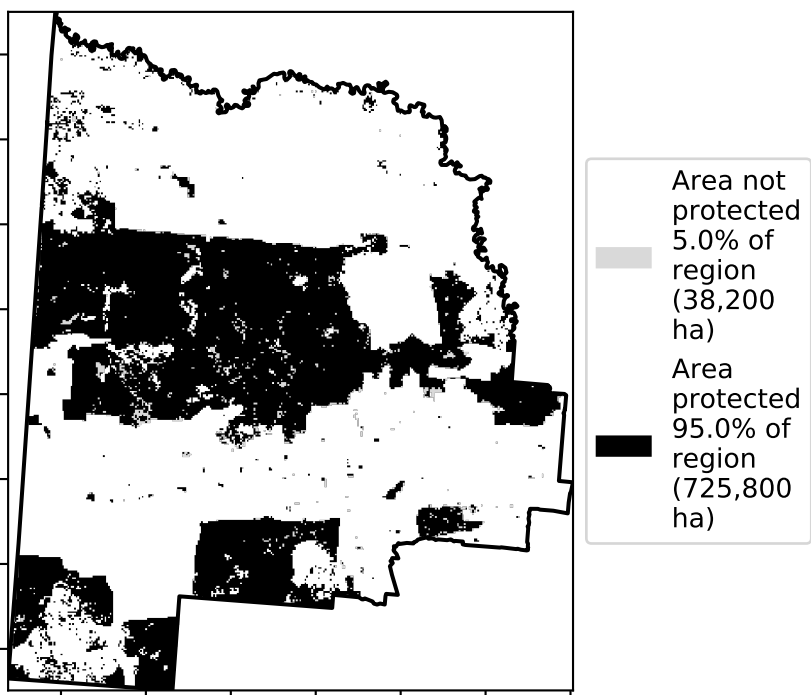 Area not
protected
5.0% of
region
(38,200
ha)
Area
protected
95.0% of
region
(725,800
ha)